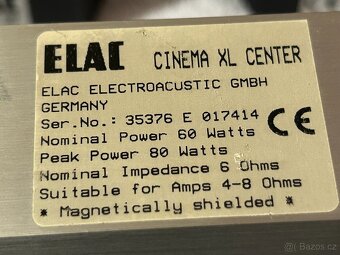 ELAC CINEMA XL CENTER
ELAC ELECTROACUSTIC GMBH
GERMANY
Ser.No.: 35376 E 017414
Nominal Power 60 Watts
Peak Power 80 Watts
Nominal Impedance 6 Ohms
Suitable for Amps 4-8 Ohms
* Magnetically shielded *
CE
Bazos.cz